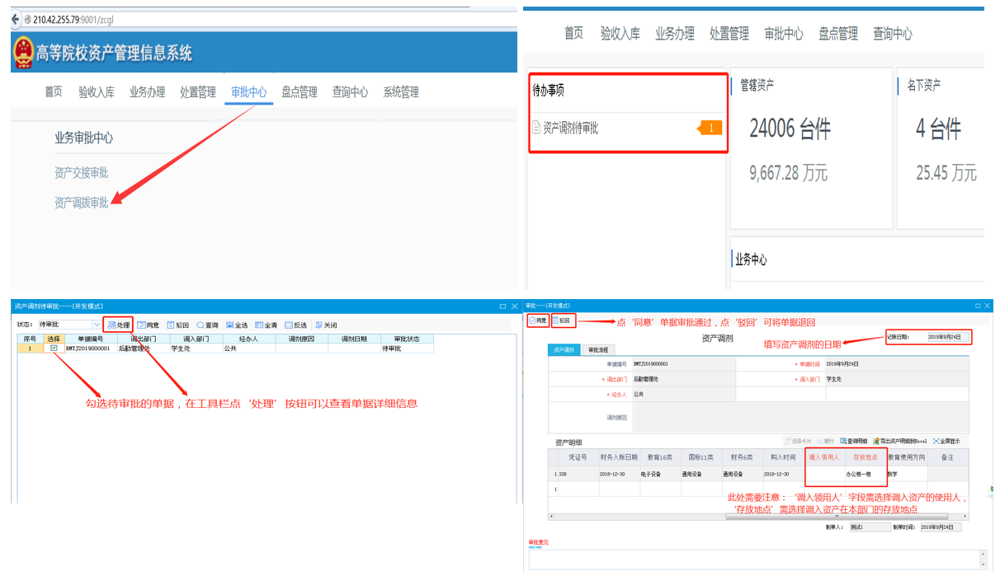 210.42.255.79:9001/zcgl
高等院校资产管理信息系统
首页 验收入库 业务办理 处置管理 审批中心 盘点管理 查询中心 系统管理
业务审批中心
资产交接审批
资产调拨审批
首页 验收入库 业务办理 处置管理 审批中心 盘点管理 查询中心
待办事项
资产调剂待审批 1
管辖资产
24006 台件
9,667.28 万元
名下资产
4 台件
25.45 万元
业务中心
资产调剂待审批----[开发模式]
状态: 待审批 处理 同意 驳回 查询 全选 全清 反选 关闭
序号 选择 单据编号 调出部门 调入部门 经办人 调剂原因 调剂日期 审批状态
1 BMTJ2019000001 后勤管理处 学生处 公共 待审批
勾选待审批的单据，在工具栏点‘处理’按钮可以查看单据详细信息
审批----[开发模式]
同意 驳回
点‘同意’单据审批通过，点‘驳回’可将单据退回
资产调剂
填写资产调剂的日期
记账日期: 2019年9月24日
资产调剂 审批流程
单据编号 BMTJ2019000001 * 单据时间 2019年9月24日
* 调出部门 后勤管理处 * 调入部门 学生处
* 经办人 公共
调剂原因
资产明细
选择卡片 删行 查询明细 导出资产明细到Excel 全屏显示
凭证号 财务入账日期 教育16类 国标11类 财务6类 购入时间 调入领用人 存放地点 教育使用方向 备注
1 338 2018-12-30 电子设备 通用设备 通用设备 2018-12-30 办公楼一楼 教学
1
此处需要注意：‘调入领用人’字段需选择调入资产的使用人，
‘存放地点’需选择调入资产在本部门的存放地点
制单人: 测试1 制单时间: 2019年9月24日
审批意见